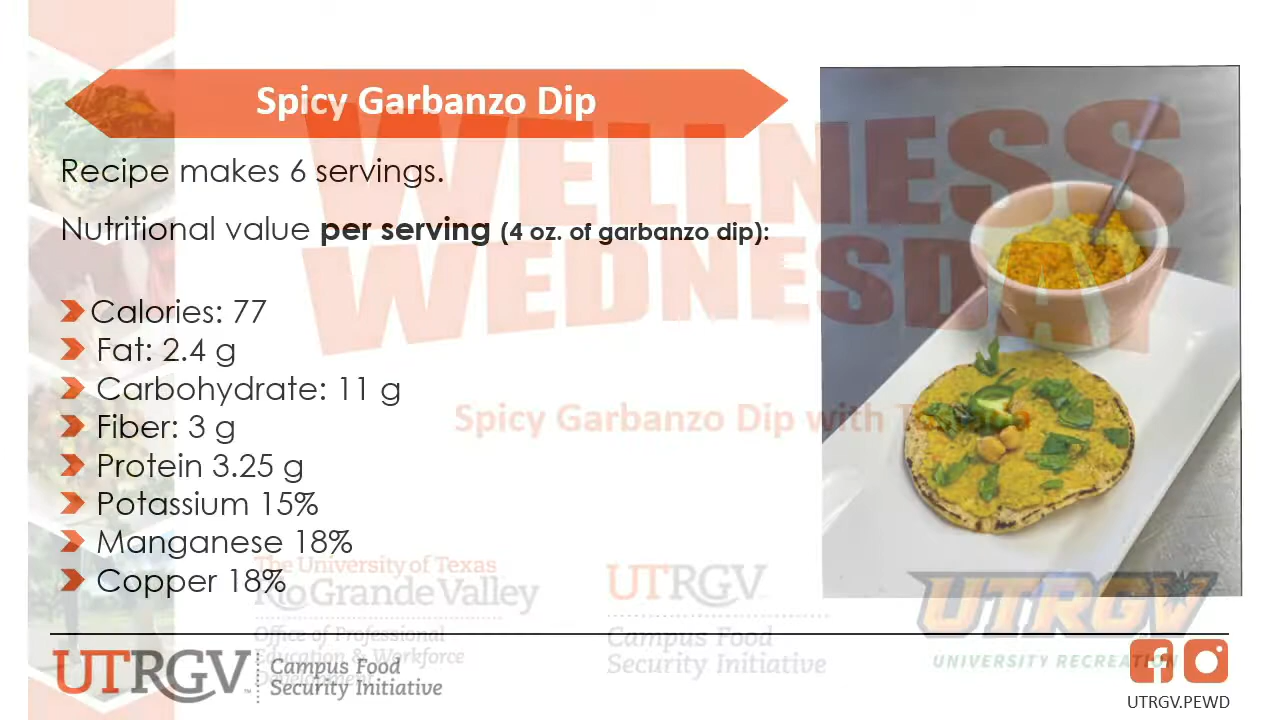 Spicy Garbanzo Dip
WELLNESS
WEDNESDAY
Recipe makes 6 servings.
Nutritional value per serving (4 oz. of garbanzo dip):
Calories: 77
Fat: 2.4 g
Carbohydrate: 11 g
Fiber: 3 g
Protein 3.25 g
Potassium 15%
Manganese 18%
Copper 18%
Spicy Garbanzo Dip with
The University of Texas
Rio Grande Valley
Office of Professional
Education & Workforce
Development
UTRGV
Campus Food
Security Initiative
UTRGV
UNIVERSITY RECREATION
UTRGV™
Campus Food
Security Initiative
UTRGV.PEWD